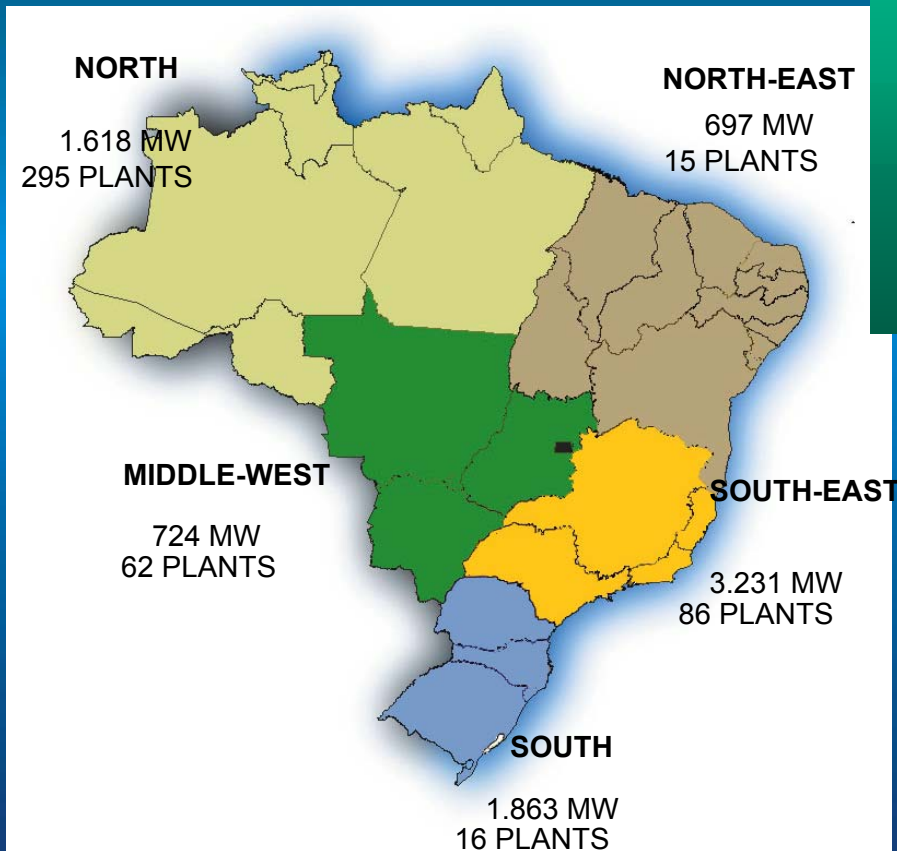 NORTH
1.618 MW
295 PLANTS
NORTH-EAST
697 MW
15 PLANTS
MIDDLE-WEST
724 MW
62 PLANTS
SOUTH-EAST
3.231 MW
86 PLANTS
SOUTH
1.863 MW
16 PLANTS